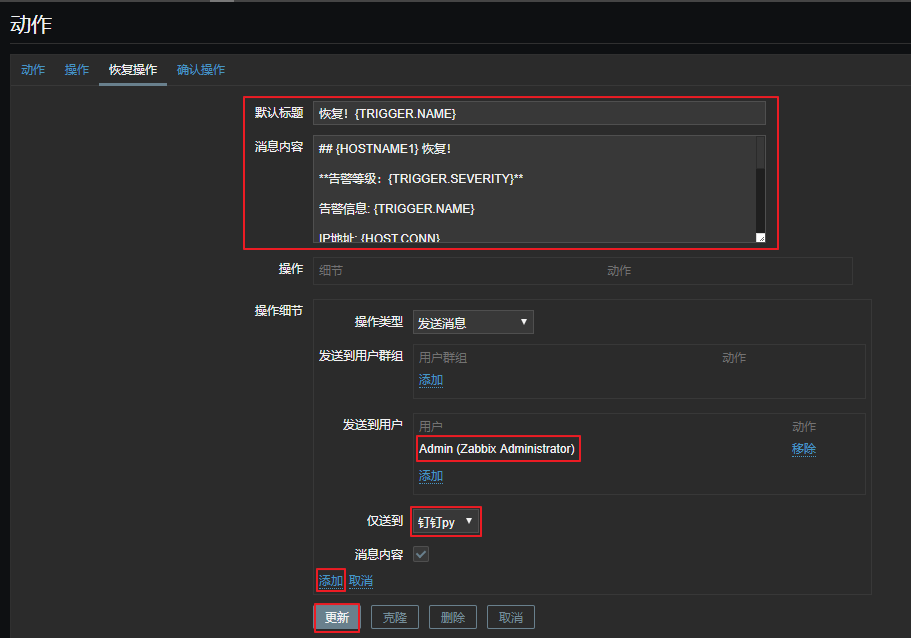 动作
动作 操作 恢复操作 确认操作
默认标题 恢复！{TRIGGER.NAME}
消息内容 ## {HOSTNAME1} 恢复！
**告警等级：{TRIGGER.SEVERITY}**
告警信息: {TRIGGER.NAME}
IP地址: {HOST.CONN}
操作 细节 动作
操作细节
操作类型 发送消息
发送到用户群组 用户群组 动作
添加
发送到用户 用户 动作
Admin (Zabbix Administrator) 移除
添加
仅送到 钉钉py
消息内容
添加 取消
更新 克隆 删除 取消